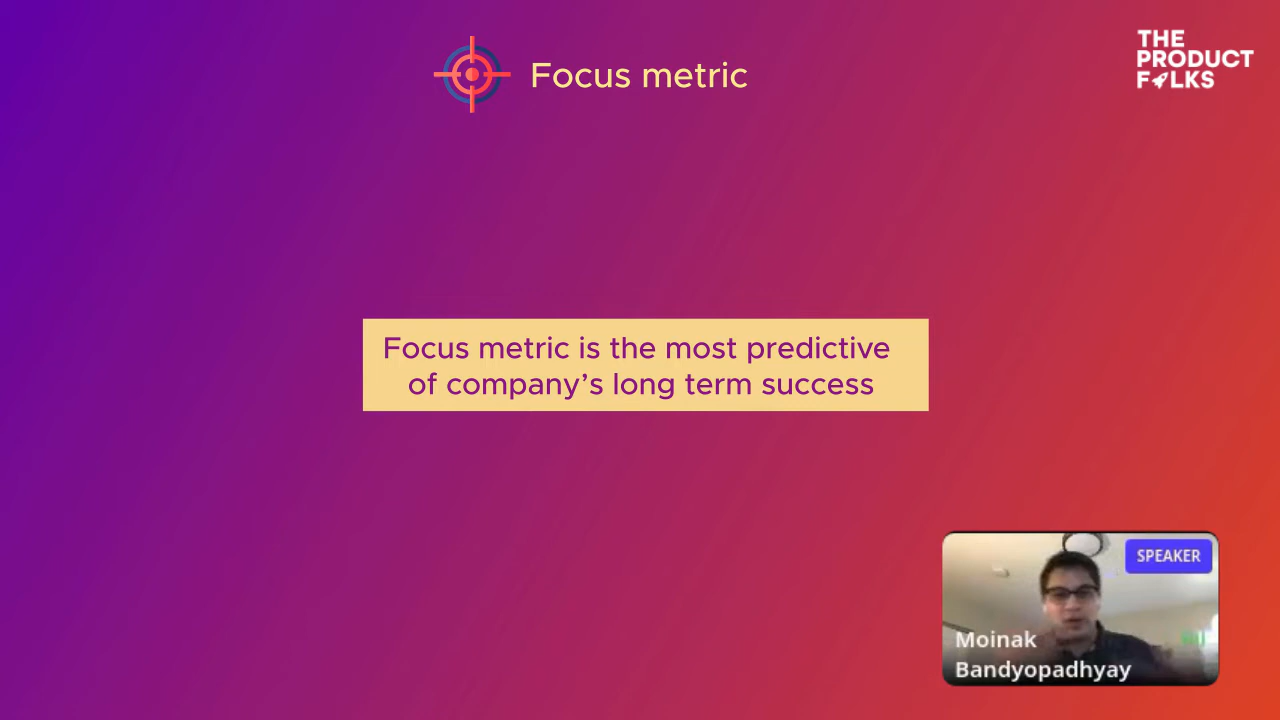 Focus metric
THE
PRODUCT
FOLKS
Focus metric is the most predictive
of company’s long term success
SPEAKER
Moinak
Bandyopadhyay